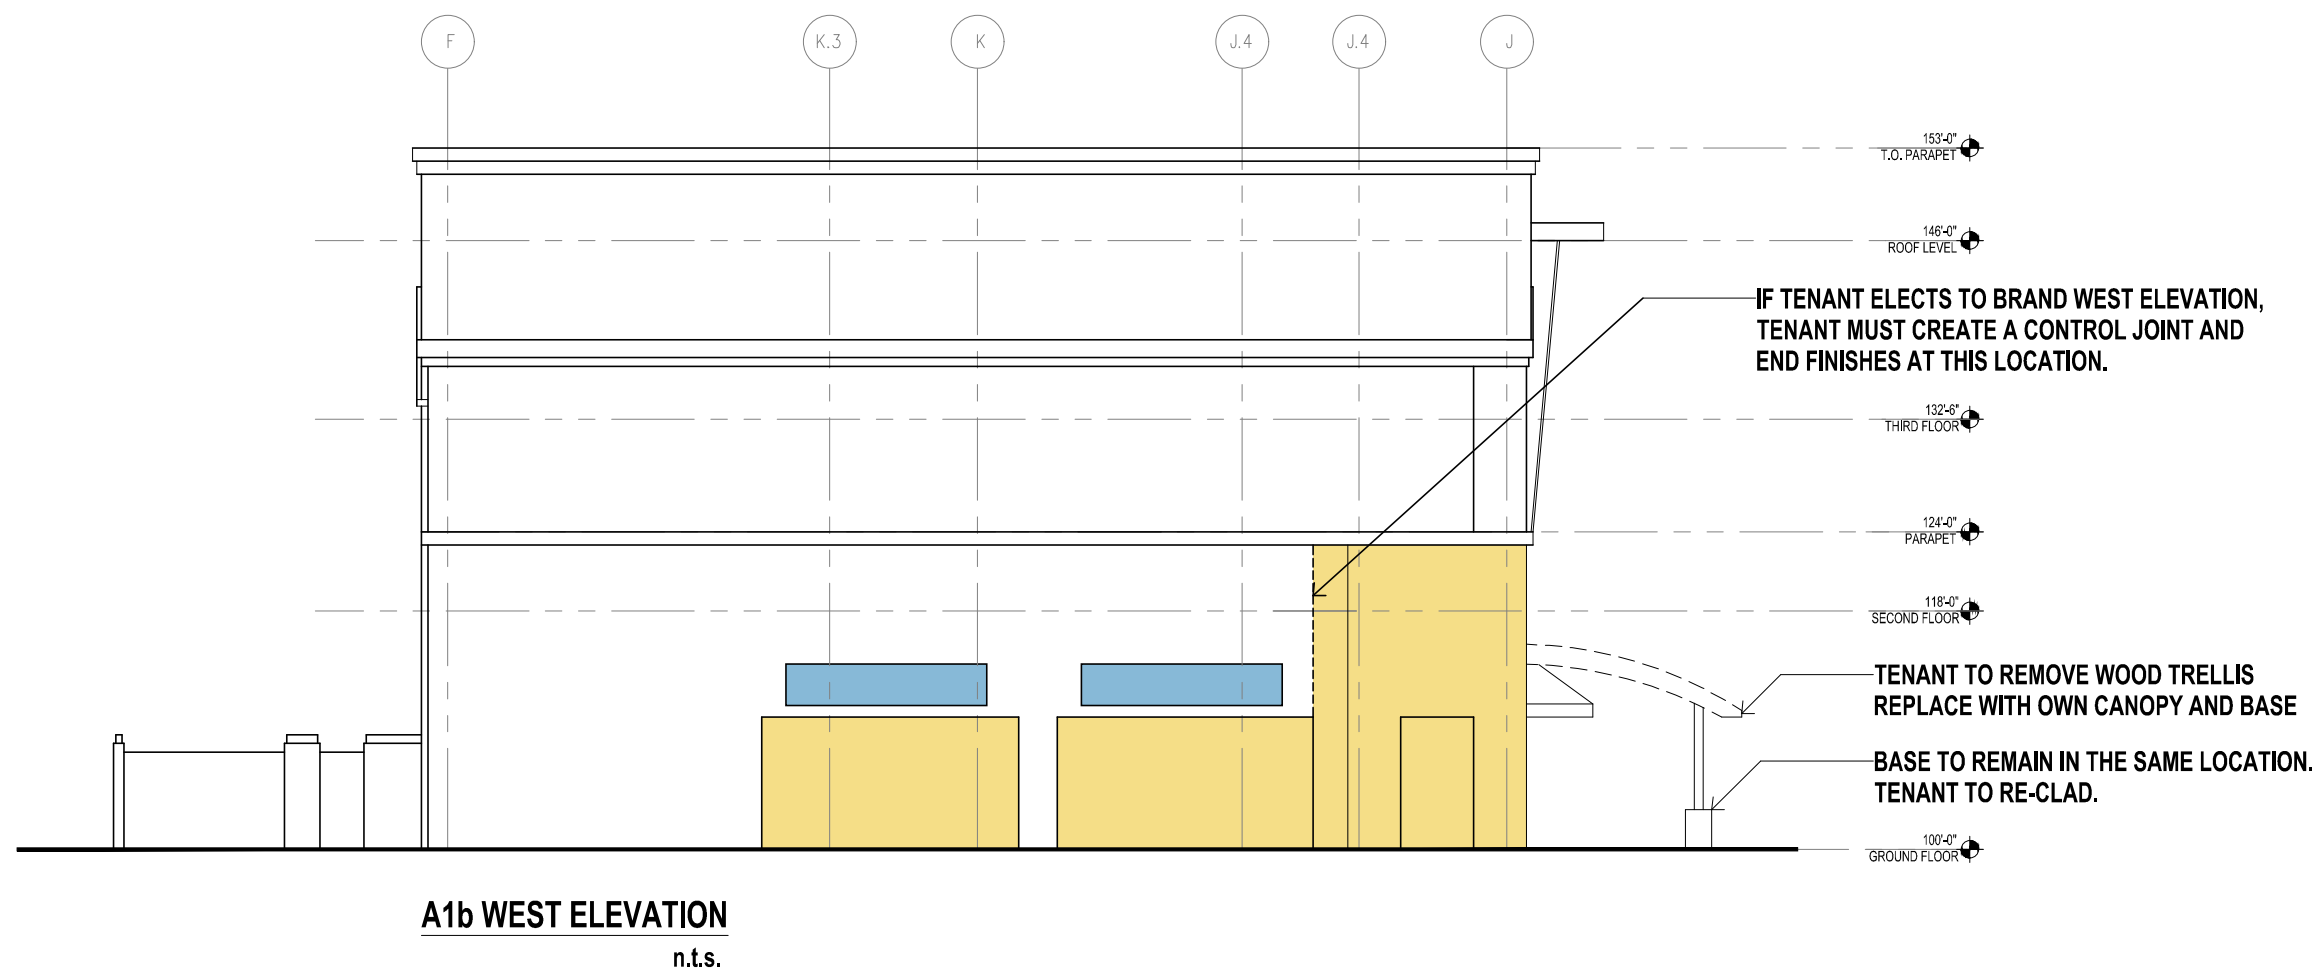 F
K.3
K
J.4
J.4
J
153'-0"
T.O. PARAPET
146'-0"
ROOF LEVEL
IF TENANT ELECTS TO BRAND WEST ELEVATION,
TENANT MUST CREATE A CONTROL JOINT AND
END FINISHES AT THIS LOCATION.
132'-6"
THIRD FLOOR
124'-0"
PARAPET
118'-0"
SECOND FLOOR
TENANT TO REMOVE WOOD TRELLIS
REPLACE WITH OWN CANOPY AND BASE
BASE TO REMAIN IN THE SAME LOCATION.
TENANT TO RE-CLAD.
100'-0"
GROUND FLOOR
A1b WEST ELEVATION
n.t.s.